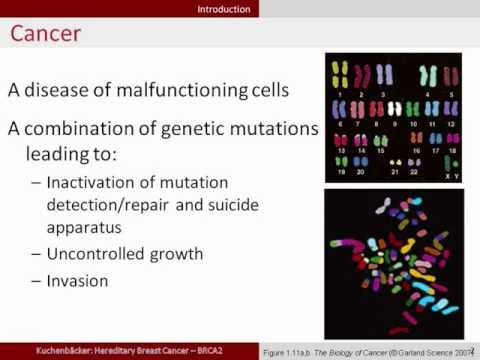 Introduction
Cancer
A disease of malfunctioning cells
A combination of genetic mutations
leading to:
– Inactivation of mutation
detection/repair and suicide
apparatus
– Uncontrolled growth
– Invasion
1 2 3 4 5
6 7 8 9 10 11 12
13 14 15 16 17 18
19 20 21 22 X Y
Kuchenbäcker: Hereditary Breast Cancer – BRCA2
Figure 1.11a,b The Biology of Cancer (© Garland Science 2007)
2